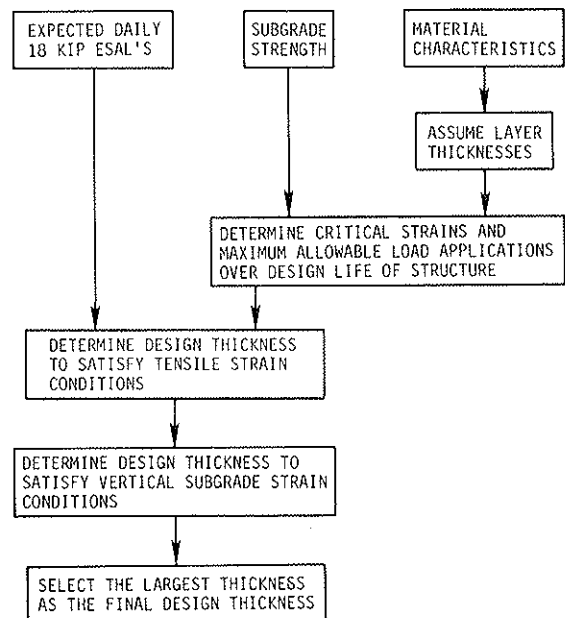 EXPECTED DAILY
18 KIP ESAL'S
SUBGRADE
STRENGTH
MATERIAL
CHARACTERISTICS
ASSUME LAYER
THICKNESSES
DETERMINE CRITICAL STRAINS AND
MAXIMUM ALLOWABLE LOAD APPLICATIONS
OVER DESIGN LIFE OF STRUCTURE
DETERMINE DESIGN THICKNESS
TO SATISFY TENSILE STRAIN
CONDITIONS
DETERMINE DESIGN THICKNESS TO
SATISFY VERTICAL SUBGRADE STRAIN
CONDITIONS
SELECT THE LARGEST THICKNESS
AS THE FINAL DESIGN THICKNESS